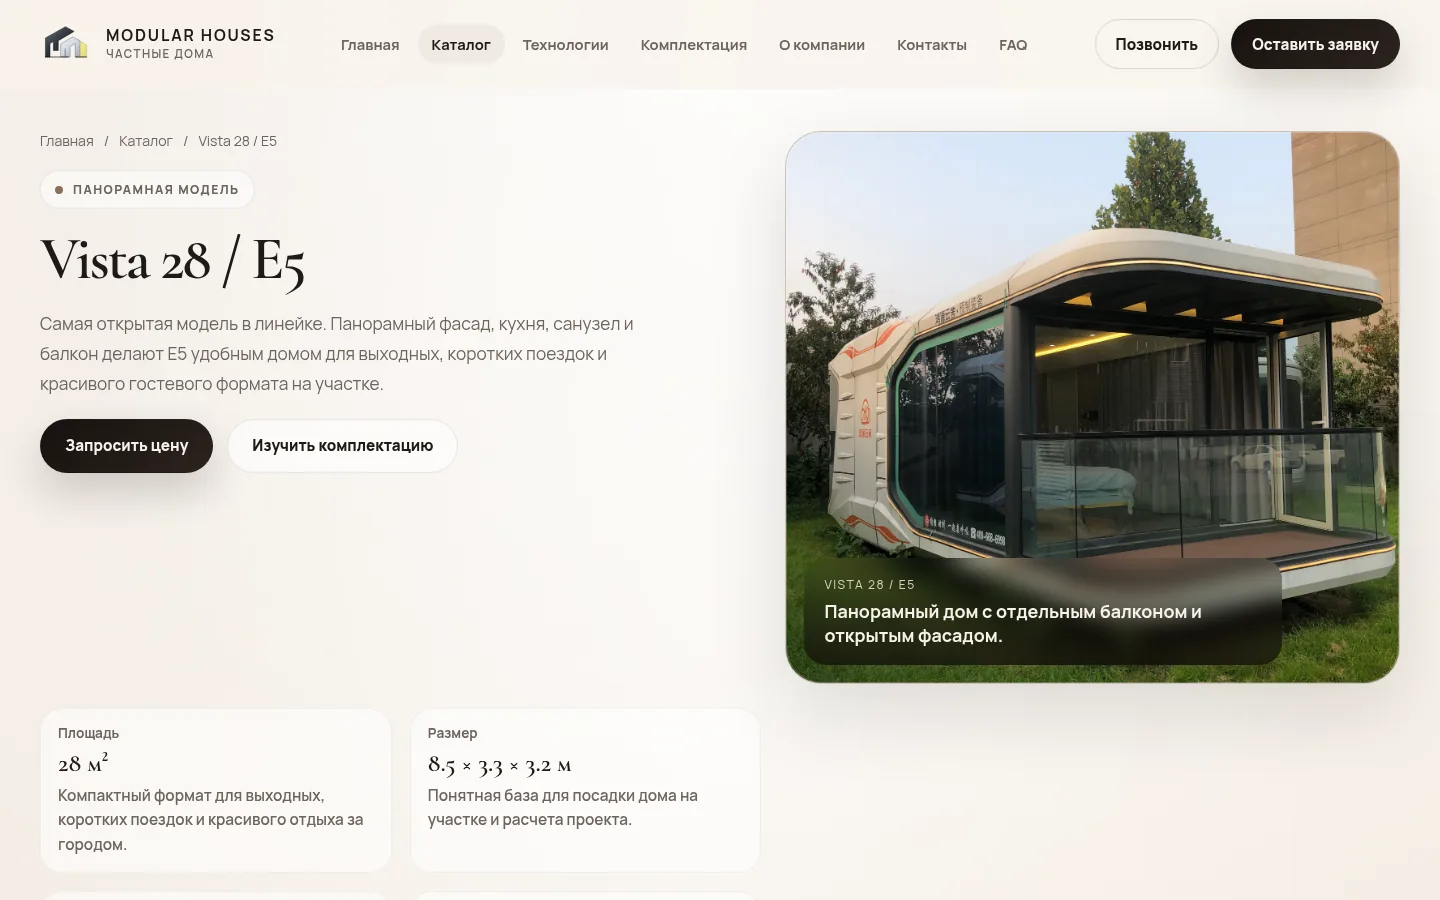 MODULAR HOUSES
ЧАСТНЫЕ ДОМА
Главная
Каталог
Технологии
Комплектация
О компании
Контакты
FAQ
Позвонить
Оставить заявку
Главная / Каталог / Vista 28 / E5
ПАНОРАМНАЯ МОДЕЛЬ
Vista 28 / E5
Самая открытая модель в линейке. Панорамный фасад, кухня, санузел и
балкон делают E5 удобным домом для выходных, коротких поездок и
красивого гостевого формата на участке.
Запросить цену
Изучить комплектацию
VISTA 28 / E5
Панорамный дом с отдельным балконом и
открытым фасадом.
Площадь
28 м²
Компактный формат для выходных,
коротких поездок и красивого отдыха за
городом.
Размер
8.5 × 3.3 × 3.2 м
Понятная база для посадки дома на
участке и расчета проекта.